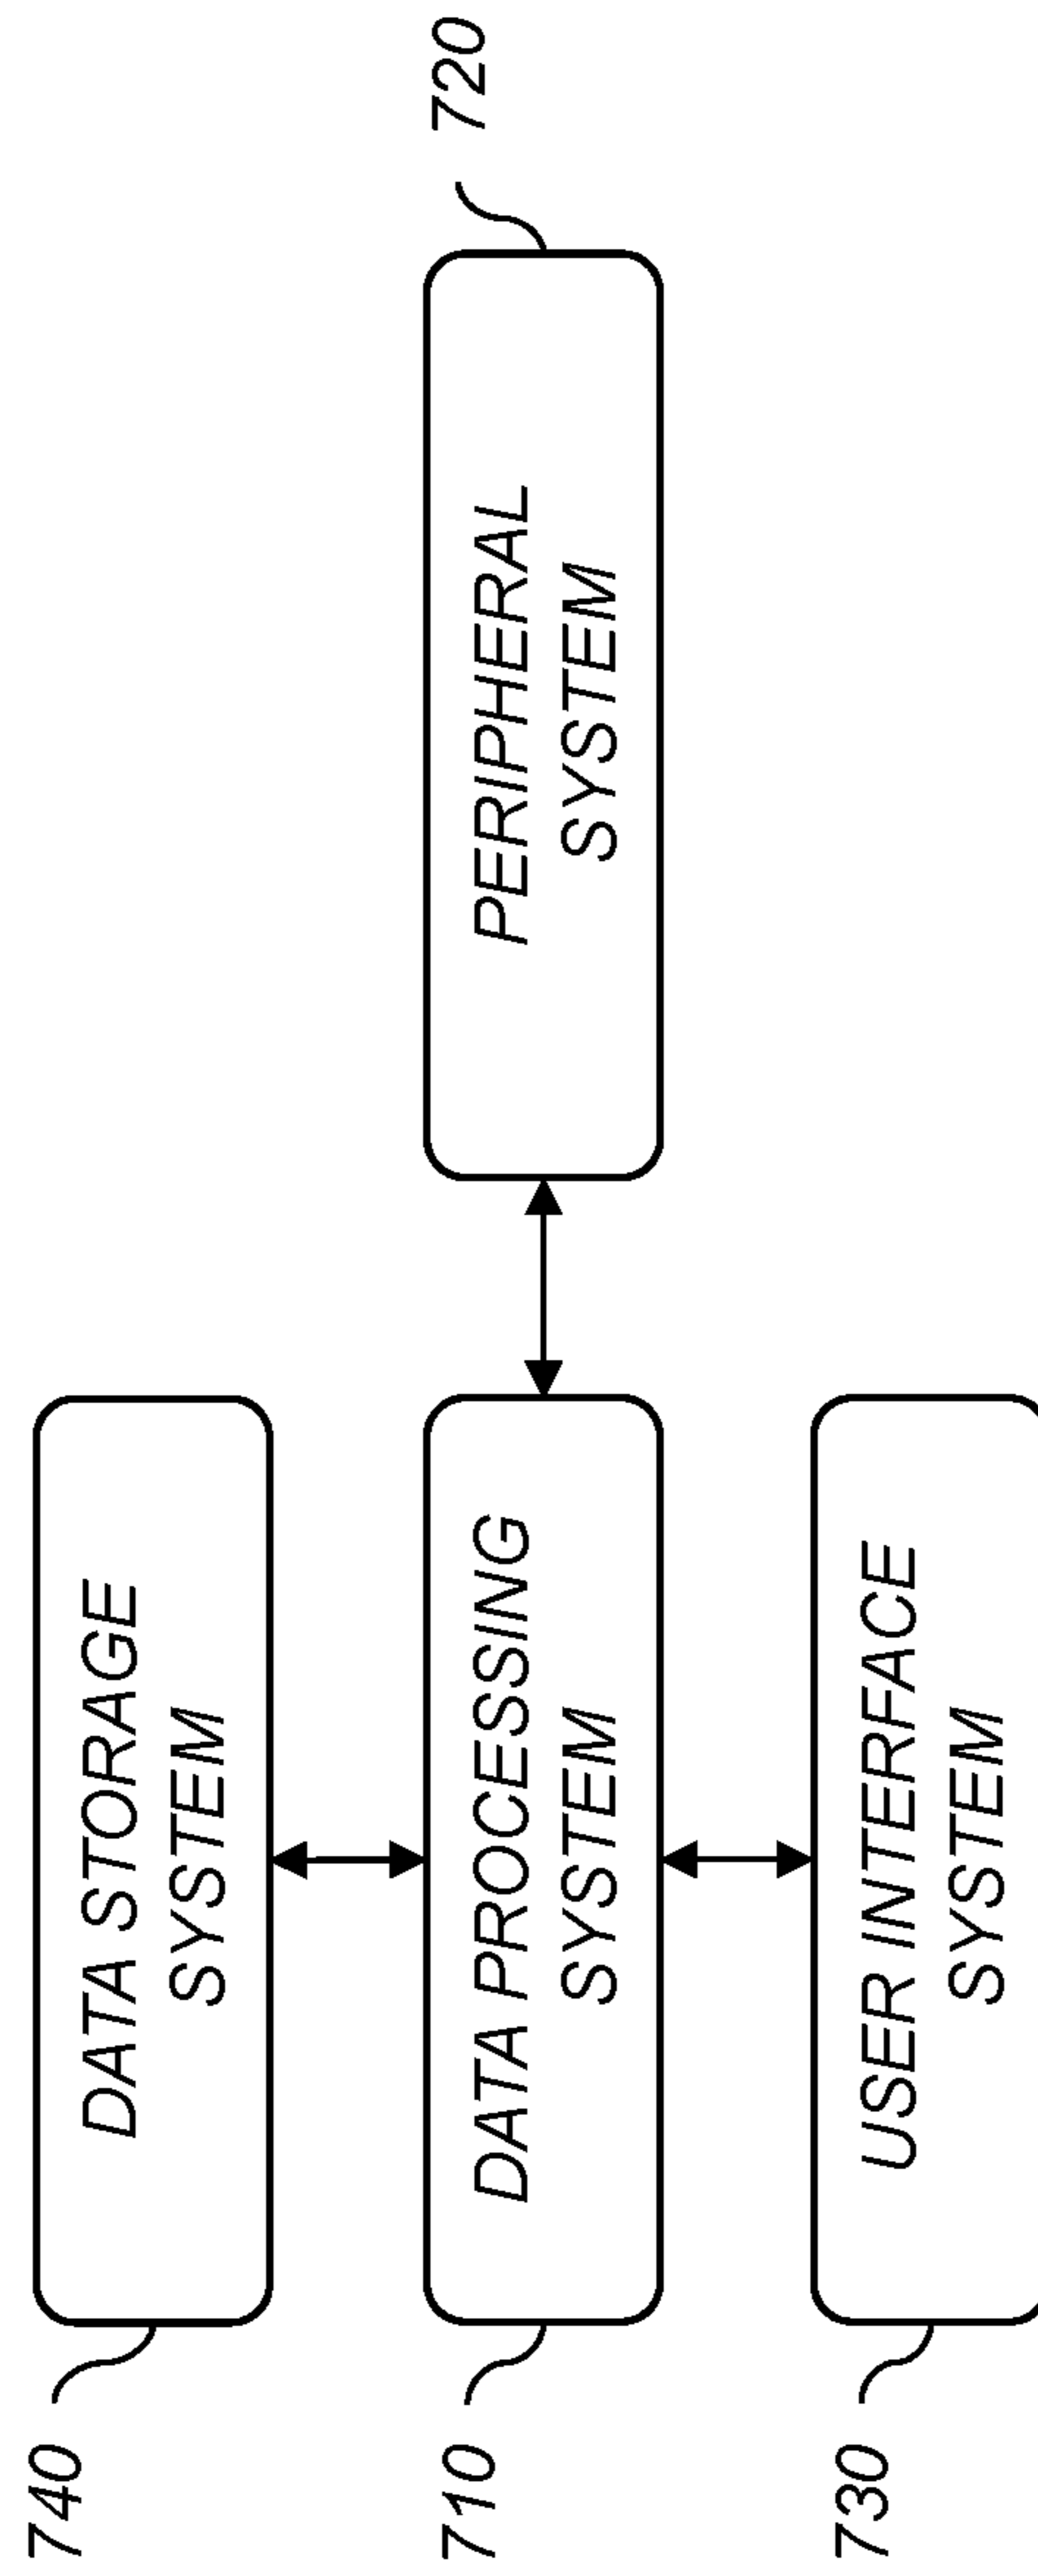 740
DATA STORAGE
SYSTEM
710
DATA PROCESSING
SYSTEM
PERIPHERAL
SYSTEM
720
730
USER INTERFACE
SYSTEM